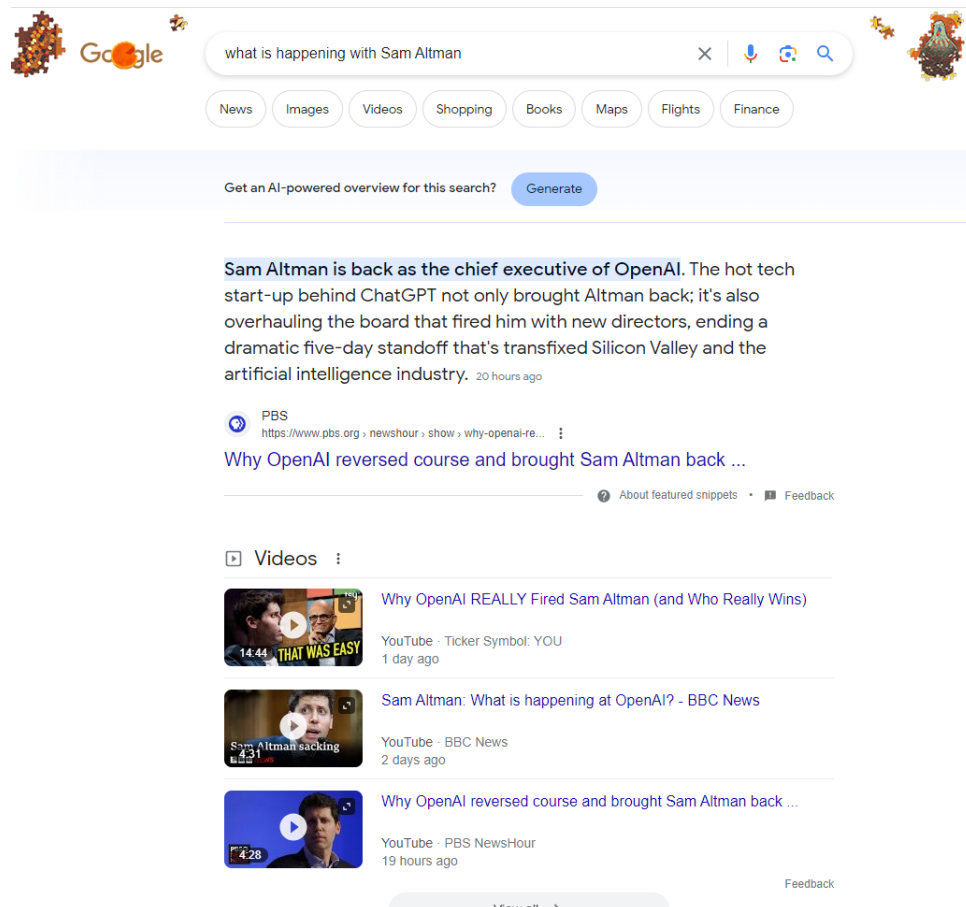 Google
what is happening with Sam Altman
News Images Videos Shopping Books Maps Flights Finance
Get an AI-powered overview for this search? Generate
Sam Altman is back as the chief executive of OpenAI. The hot tech
start-up behind ChatGPT not only brought Altman back; it's also
overhauling the board that fired him with new directors, ending a
dramatic five-day standoff that's transfixed Silicon Valley and the
artificial intelligence industry. 20 hours ago
PBS
https://www.pbs.org › newshour › show › why-openai-re...
Why OpenAI reversed course and brought Sam Altman back ...
About featured snippets • Feedback
Videos
Why OpenAI REALLY Fired Sam Altman (and Who Really Wins)
14:44 THAT WAS EASY
YouTube · Ticker Symbol: YOU
1 day ago
Sam Altman: What is happening at OpenAI? - BBC News
Sam Altman sacking
4:31
YouTube · BBC News
2 days ago
Why OpenAI reversed course and brought Sam Altman back ...
4:28
YouTube · PBS NewsHour
19 hours ago
Feedback
View all